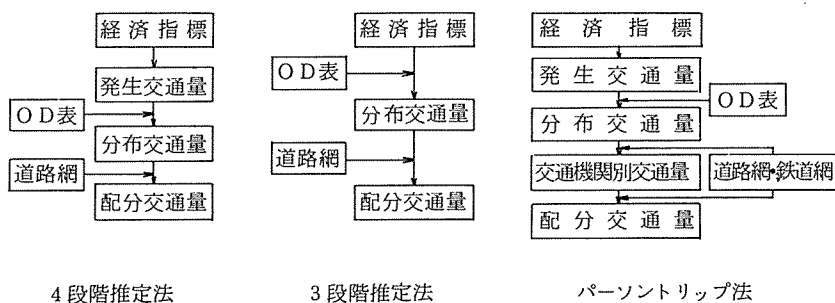 経済指標
発生交通量
OD表
分布交通量
道路網
配分交通量
4段階推定法
経済指標
OD表
分布交通量
道路網
配分交通量
3段階推定法
経済指標
発生交通量
OD表
分布交通量
交通機関別交通量
道路網・鉄道網
配分交通量
パーソントリップ法